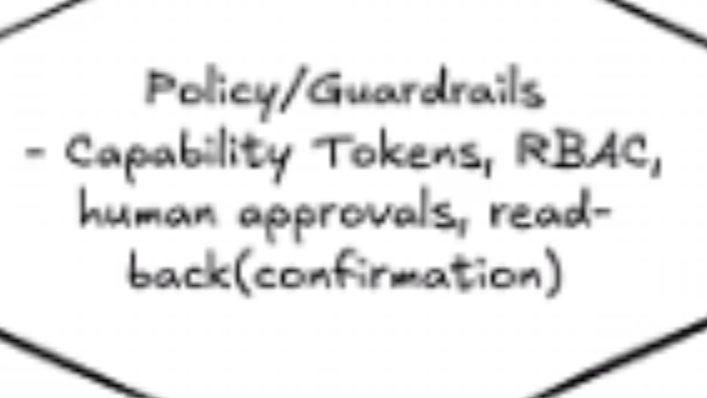 Policy/Guardrails
- Capability Tokens, RBAC,
human approvals, read-
back(confirmation)